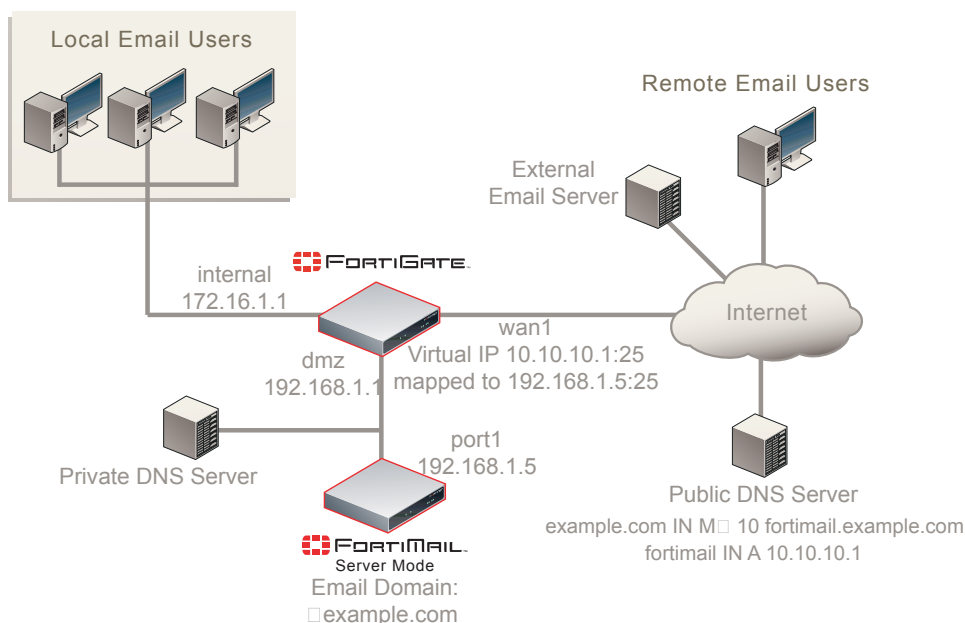 Local Email Users
Remote Email Users
External
Email Server
FORTIGATE
internal
172.16.1.1
Internet
wan1
Virtual IP 10.10.10.1:25
mapped to 192.168.1.5:25
dmz
192.168.1.1
port1
192.168.1.5
Private DNS Server
Public DNS Server
example.com IN M□ 10 fortimail.example.com
fortimail IN A 10.10.10.1
FORTIMAIL
Server Mode
Email Domain:
□example.com